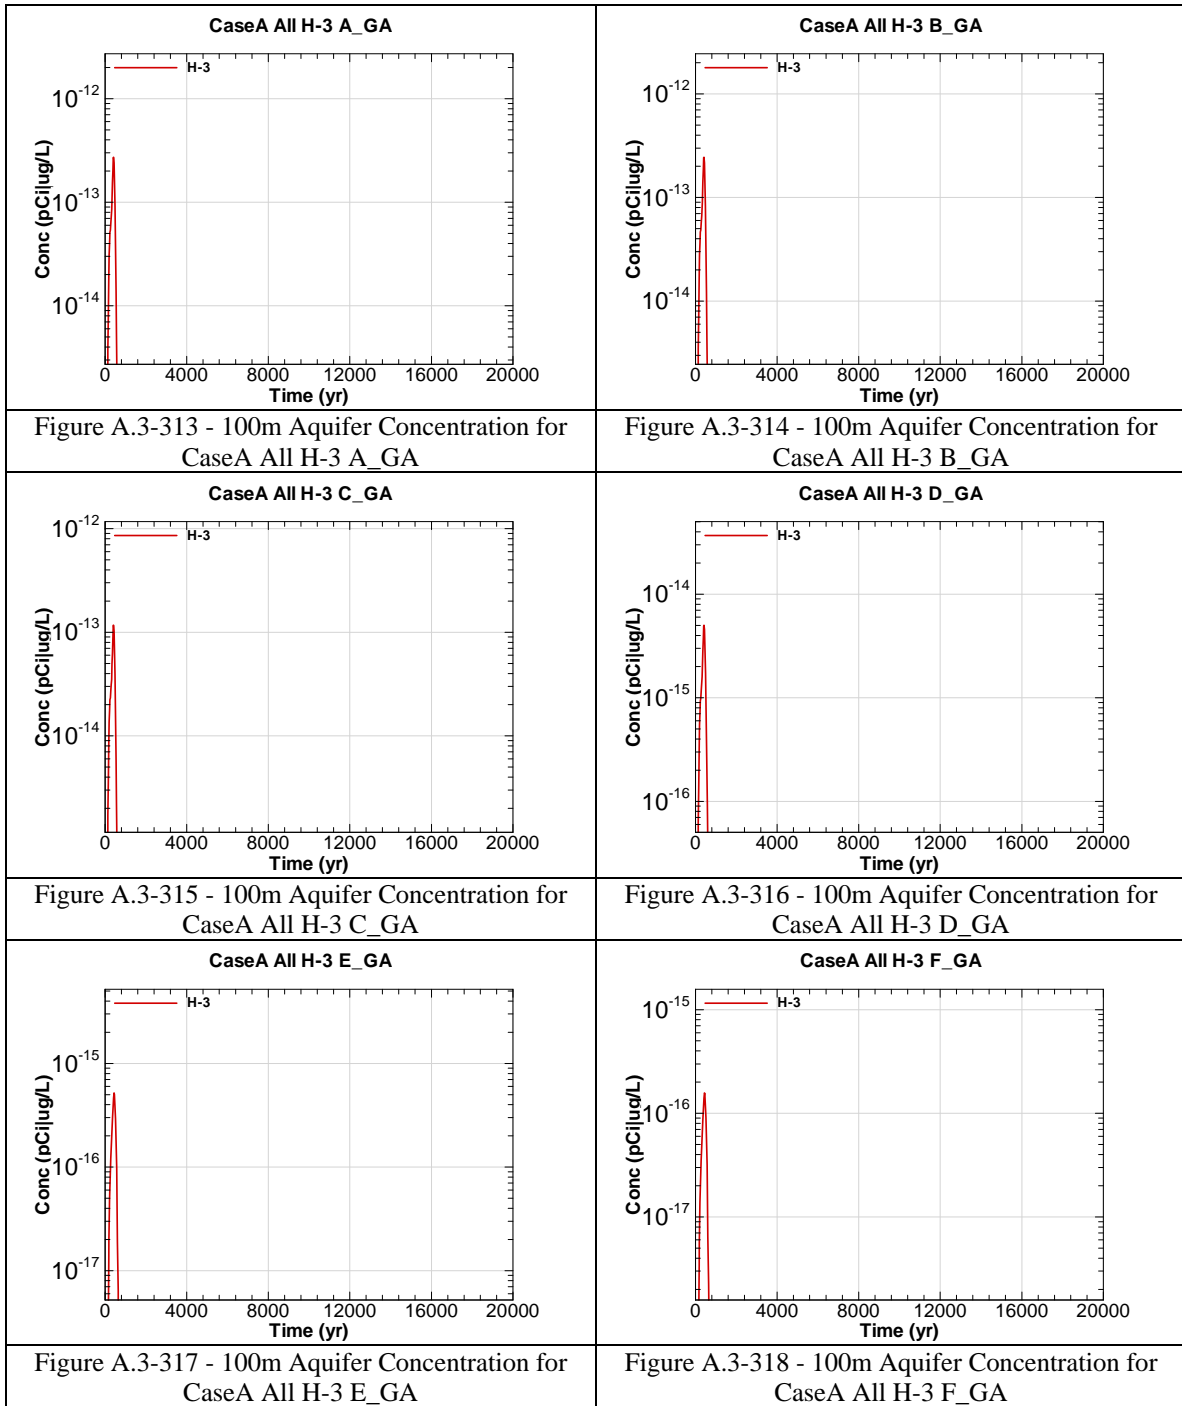 CaseA All H-3 A_GA
H-3
10-12
10-13
10-14
Conc (pCi|ug/L)
0 4000 8000 12000 16000 20000
Time (yr)
Figure A.3-313 - 100m Aquifer Concentration for
CaseA All H-3 A_GA
CaseA All H-3 B_GA
H-3
10-12
10-13
10-14
Conc (pCi|ug/L)
0 4000 8000 12000 16000 20000
Time (yr)
Figure A.3-314 - 100m Aquifer Concentration for
CaseA All H-3 B_GA
CaseA All H-3 C_GA
H-3
10-12
10-13
10-14
Conc (pCi|ug/L)
0 4000 8000 12000 16000 20000
Time (yr)
Figure A.3-315 - 100m Aquifer Concentration for
CaseA All H-3 C_GA
CaseA All H-3 D_GA
H-3
10-14
10-15
10-16
Conc (pCi|ug/L)
0 4000 8000 12000 16000 20000
Time (yr)
Figure A.3-316 - 100m Aquifer Concentration for
CaseA All H-3 D_GA
CaseA All H-3 E_GA
H-3
10-15
10-16
10-17
Conc (pCi|ug/L)
0 4000 8000 12000 16000 20000
Time (yr)
Figure A.3-317 - 100m Aquifer Concentration for
CaseA All H-3 E_GA
CaseA All H-3 F_GA
H-3
10-15
10-16
10-17
Conc (pCi|ug/L)
0 4000 8000 12000 16000 20000
Time (yr)
Figure A.3-318 - 100m Aquifer Concentration for
CaseA All H-3 F_GA